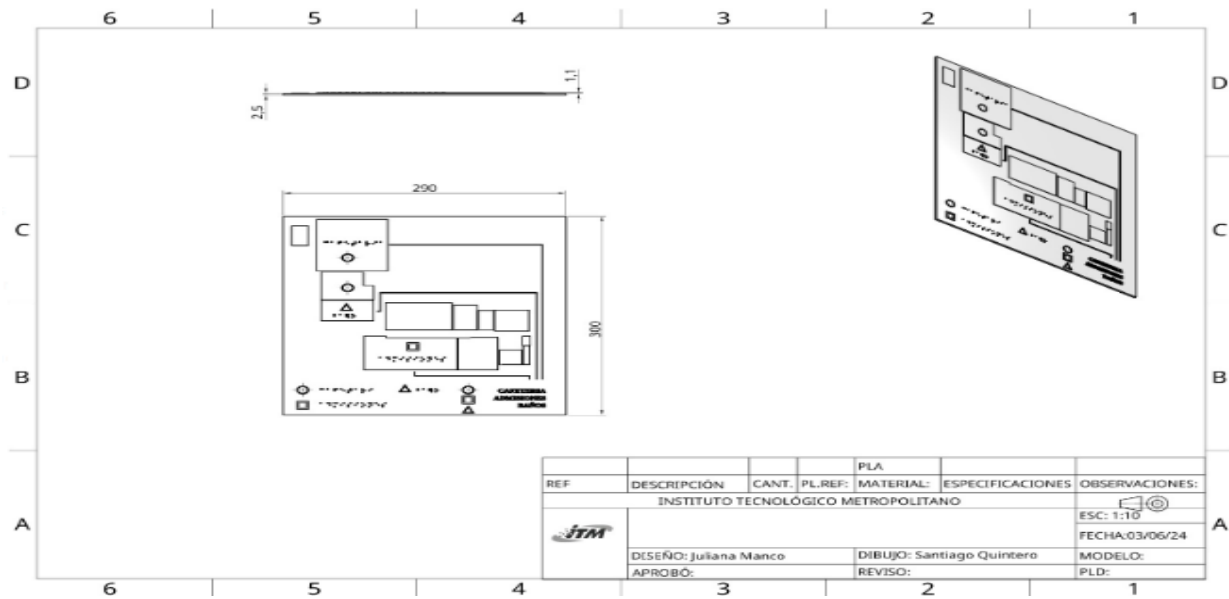 6 5 4 3 2 1
D D
1,1
2,5
290
C C
300
B B
CAFETERIA
ADMISIONES
BAÑOS
PLA
REF DESCRIPCIÓN CANT. PL.REF: MATERIAL: ESPECIFICACIONES OBSERVACIONES:
INSTITUTO TECNOLÓGICO METROPOLITANO
A A
ITM
ESC: 1:10
FECHA:03/06/24
DISEÑO: Juliana Manco DIBUJO: Santiago Quintero MODELO:
APROBÓ: REVISO: PLD:
6 5 4 3 2 1